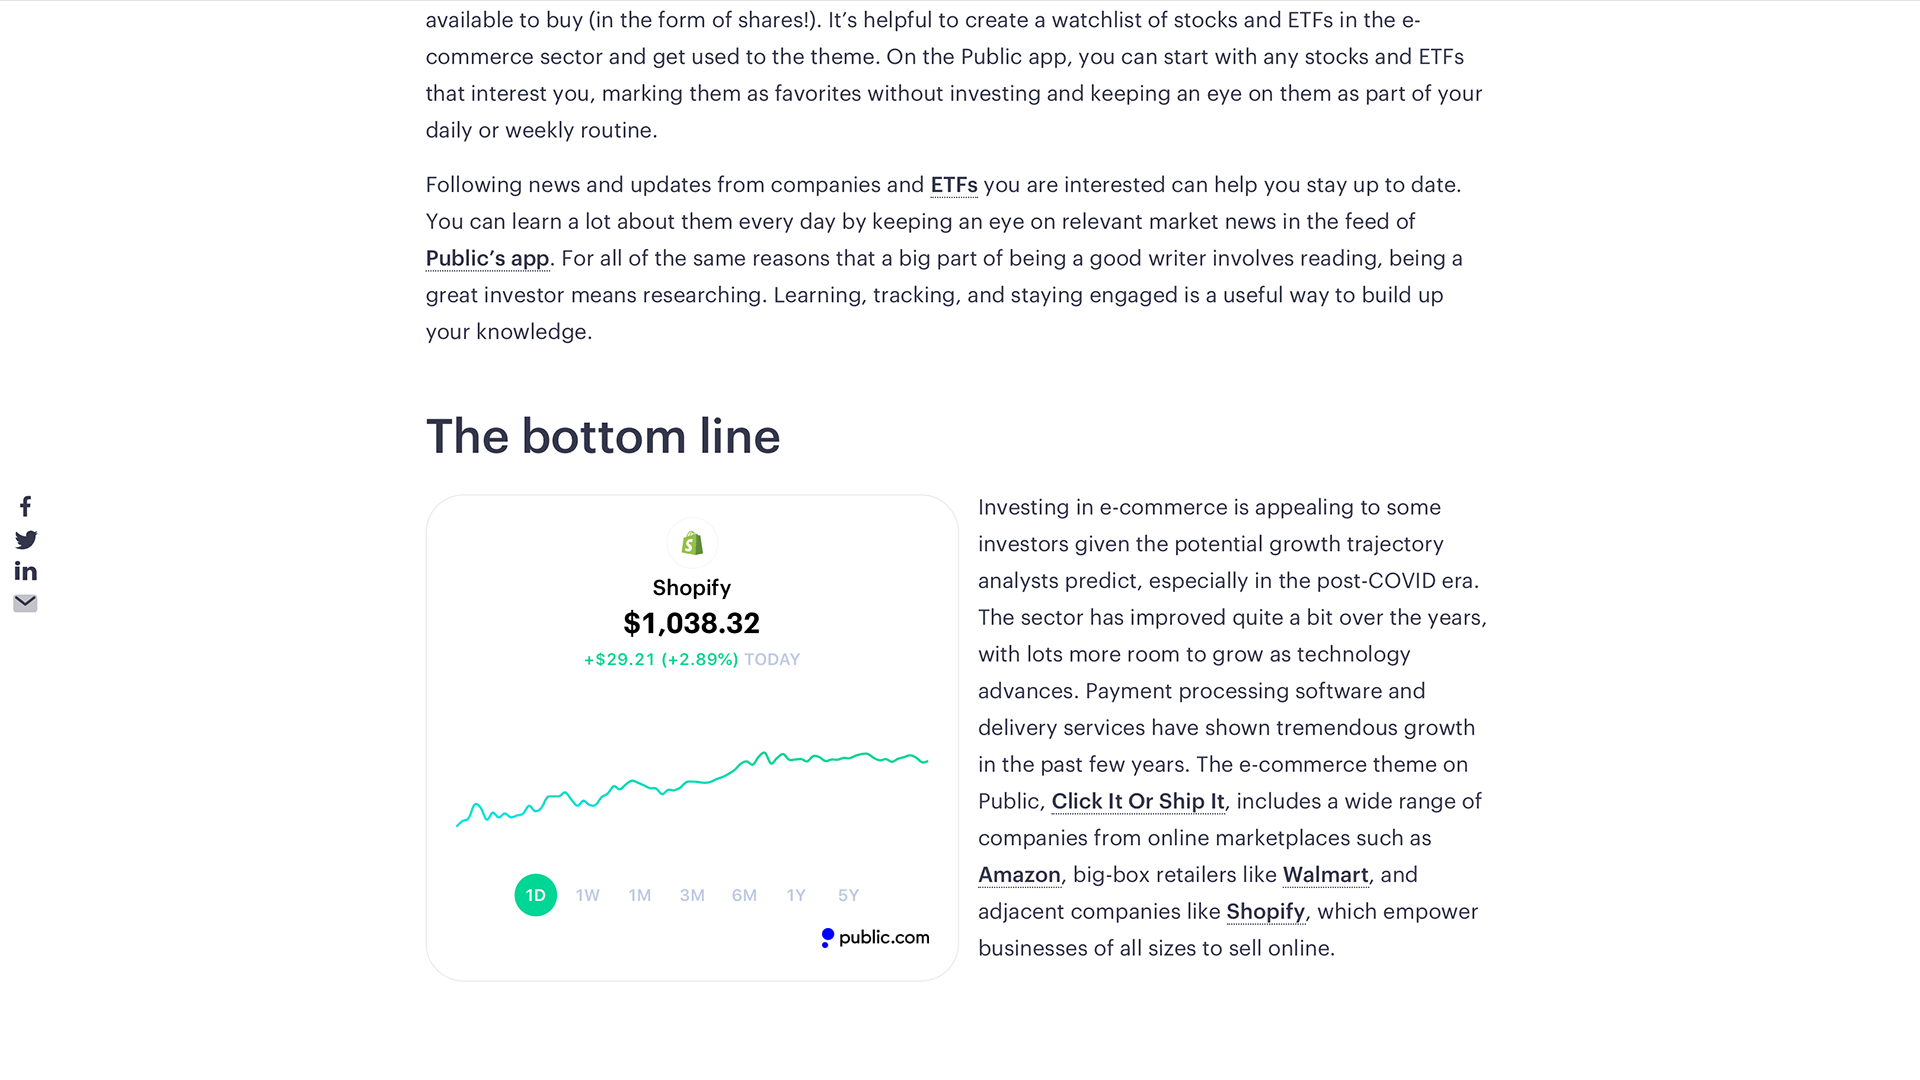 available to buy (in the form of shares!). It’s helpful to create a watchlist of stocks and ETFs in the e-
commerce sector and get used to the theme. On the Public app, you can start with any stocks and ETFs
that interest you, marking them as favorites without investing and keeping an eye on them as part of your
daily or weekly routine.
Following news and updates from companies and ETFs you are interested can help you stay up to date.
You can learn a lot about them every day by keeping an eye on relevant market news in the feed of
Public’s app. For all of the same reasons that a big part of being a good writer involves reading, being a
great investor means researching. Learning, tracking, and staying engaged is a useful way to build up
your knowledge.
The bottom line
Shopify
$1,038.32
+$29.21 (+2.89%) TODAY
1D 1W 1M 3M 6M 1Y 5Y
public.com
Investing in e-commerce is appealing to some
investors given the potential growth trajectory
analysts predict, especially in the post-COVID era.
The sector has improved quite a bit over the years,
with lots more room to grow as technology
advances. Payment processing software and
delivery services have shown tremendous growth
in the past few years. The e-commerce theme on
Public, Click It Or Ship It, includes a wide range of
companies from online marketplaces such as
Amazon, big-box retailers like Walmart, and
adjacent companies like Shopify, which empower
businesses of all sizes to sell online.